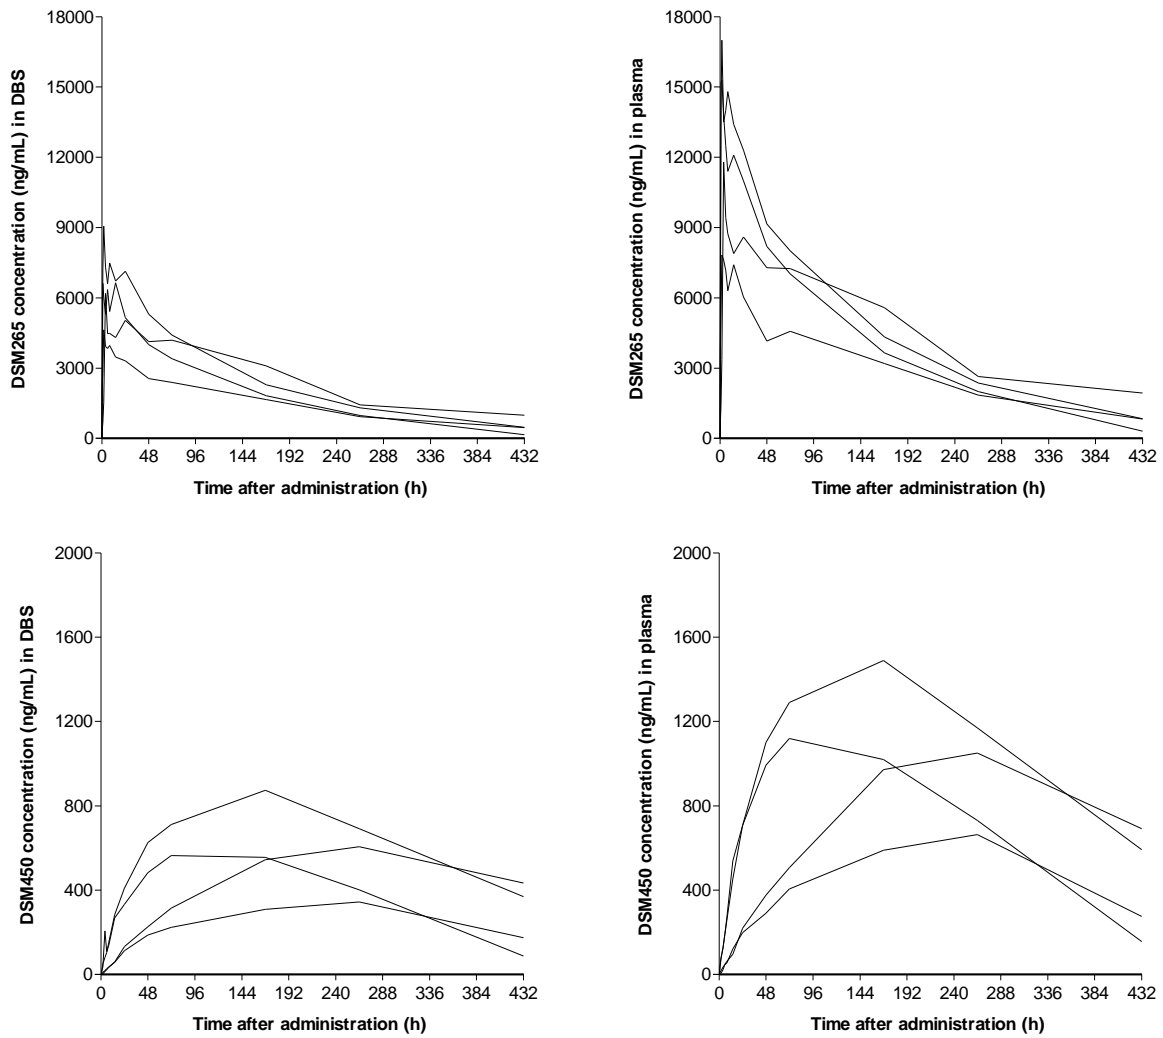 DSM265 concentration (ng/mL) in DBS
18000
15000
12000
9000
6000
3000
0
0 48 96 144 192 240 288 336 384 432
Time after administration (h)
DSM265 concentration (ng/mL) in plasma
18000
15000
12000
9000
6000
3000
0
0 48 96 144 192 240 288 336 384 432
Time after administration (h)
DSM450 concentration (ng/mL) in DBS
2000
1600
1200
800
400
0
0 48 96 144 192 240 288 336 384 432
Time after administration (h)
DSM450 concentration (ng/mL) in plasma
2000
1600
1200
800
400
0
0 48 96 144 192 240 288 336 384 432
Time after administration (h)